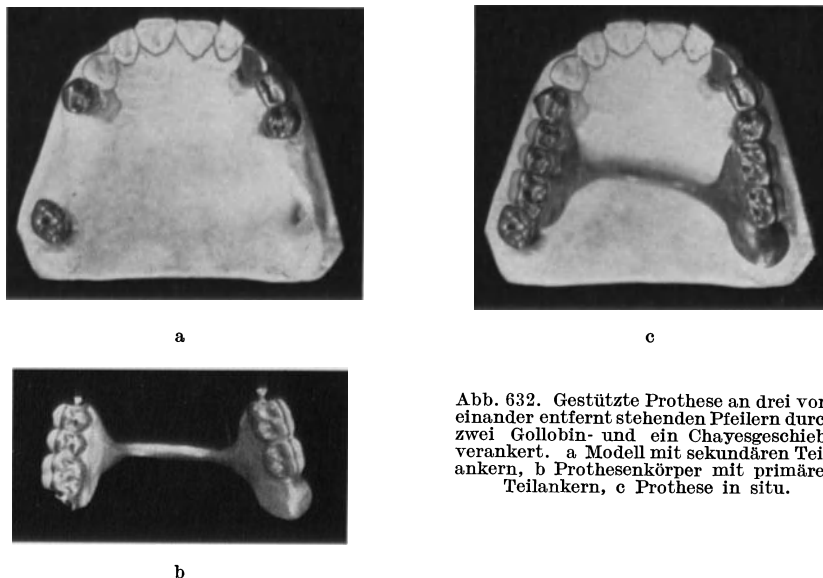 a
c
Abb. 632. Gestützte Prothese an drei vor
einander entfernt stehenden Pfeilern durc
zwei Gollobin- und ein Chayesgeschieb
verankert. a Modell mit sekundären Tei
ankern, b Prothesenkörper mit primäre
Teilankern, c Prothese in situ.
b